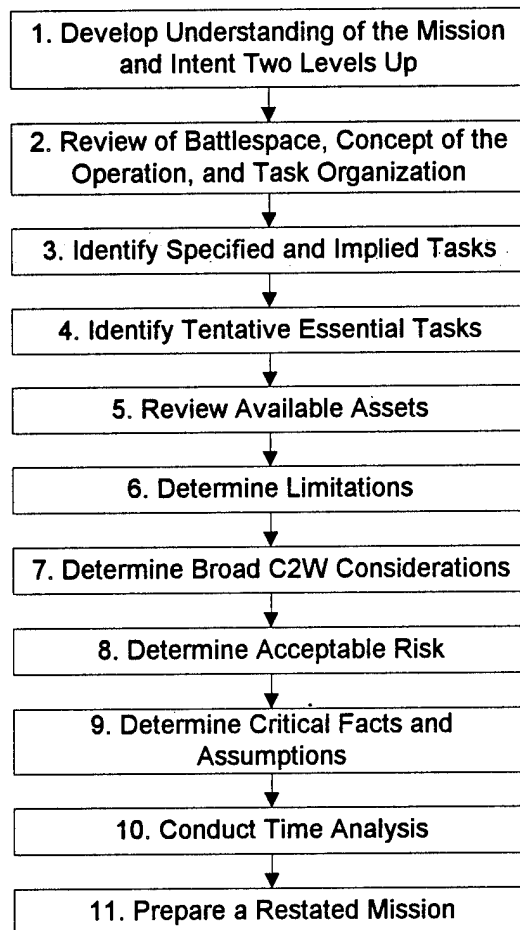 1. Develop Understanding of the Mission
and Intent Two Levels Up
2. Review of Battlespace, Concept of the
Operation, and Task Organization
3. Identify Specified and Implied Tasks
4. Identify Tentative Essential Tasks
5. Review Available Assets
6. Determine Limitations
7. Determine Broad C2W Considerations
8. Determine Acceptable Risk
9. Determine Critical Facts and
Assumptions
10. Conduct Time Analysis
11. Prepare a Restated Mission